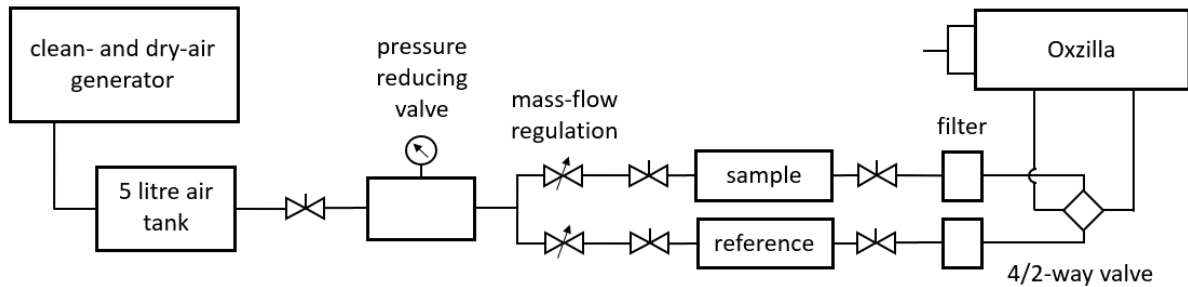 clean- and dry-air
generator
pressure
reducing
valve
Oxzilla
mass-flow
regulation
filter
5 litre air
tank
sample
reference
4/2-way valve